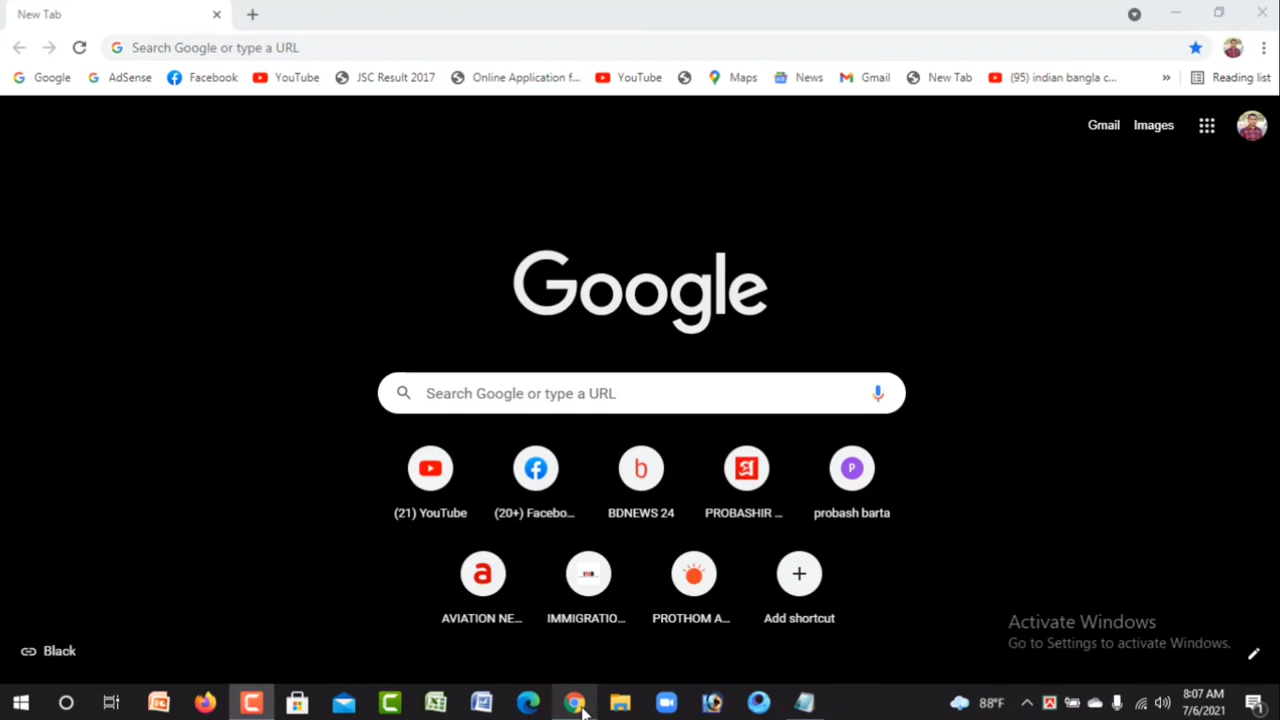 New Tab
Search Google or type a URL
Google AdSense Facebook YouTube JSC Result 2017 Online Application f... YouTube Maps News Gmail New Tab (95) indian bangla c... » Reading list
Gmail Images
Google
Search Google or type a URL
(21) YouTube (20+) Facebo... BDNEWS 24 PROBASHIR ... probash barta
AVIATION NE... IMMIGRATIO... PROTHOM A... Add shortcut
Activate Windows
Go to Settings to activate Windows.
Black
88°F
8:07 AM
7/6/2021